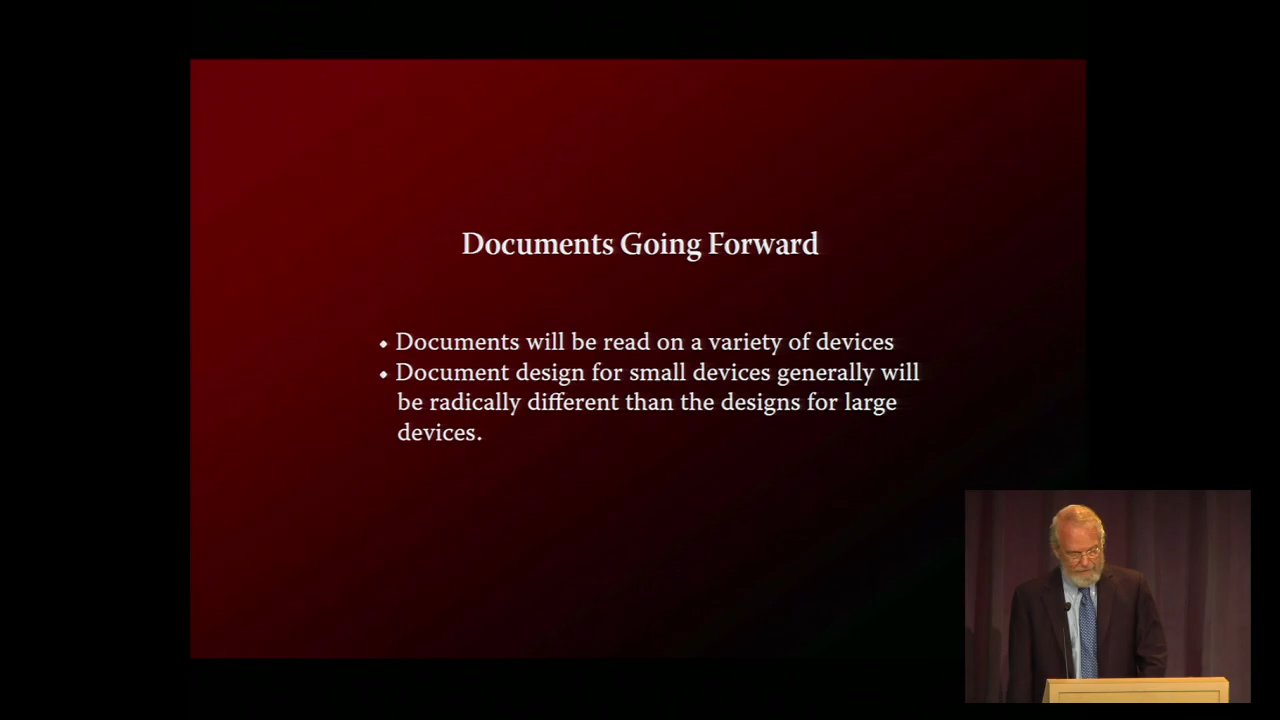 Documents Going Forward
• Documents will be read on a variety of devices
• Document design for small devices generally will
be radically different than the designs for large
devices.